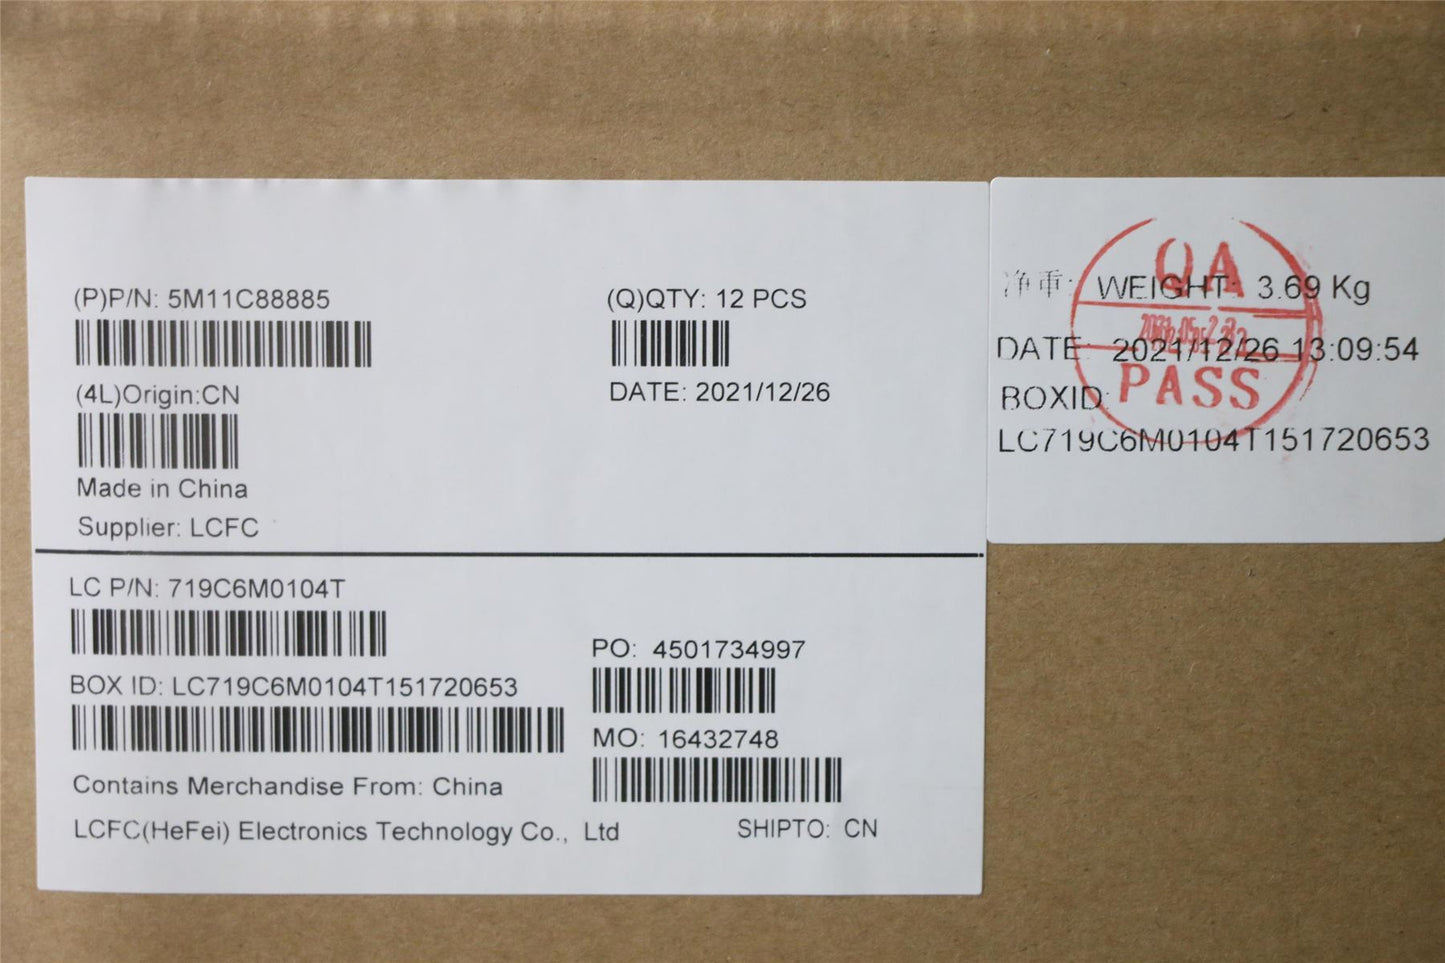 (P)P/N: 5M11C88885
(Q)QTY: 12 PCS
(4L)Origin:CN
DATE: 2021/12/26
Made in China
Supplier: LCFC
LC P/N: 719C6M0104T
PO: 4501734997
BOX ID: LC719C6M0104T151720653
MO: 16432748
Contains Merchandise From: China
LCFC(HeFei) Electronics Technology Co., Ltd
SHIPTO: CN
净重: WEIGHT: 3.69 Kg
DATE: 2021/12/26 13:09:54
BOXID:
LC719C6M0104T151720653
QA
PASS